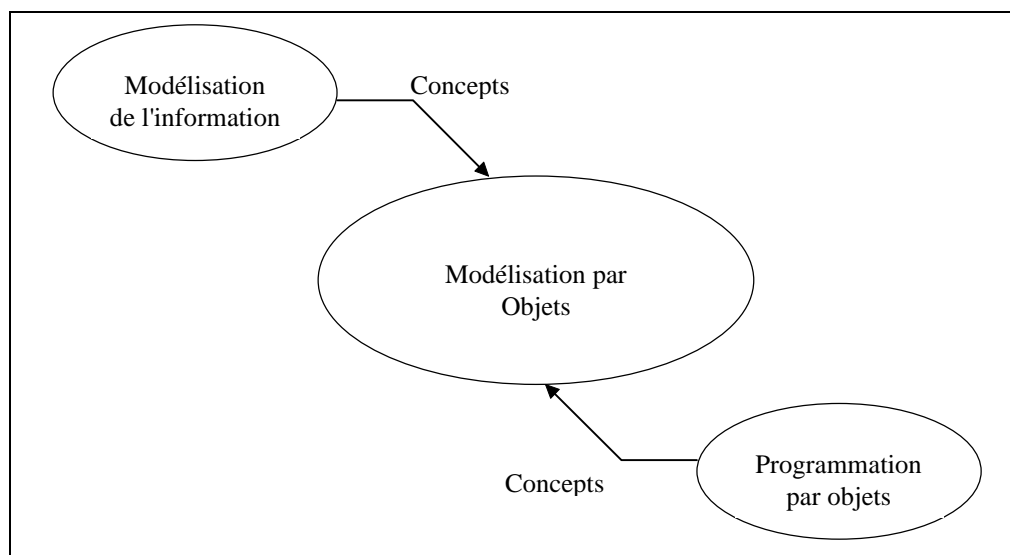 Modélisation
de l'information
Concepts
Modélisation par
Objets
Concepts
Programmation
par objets